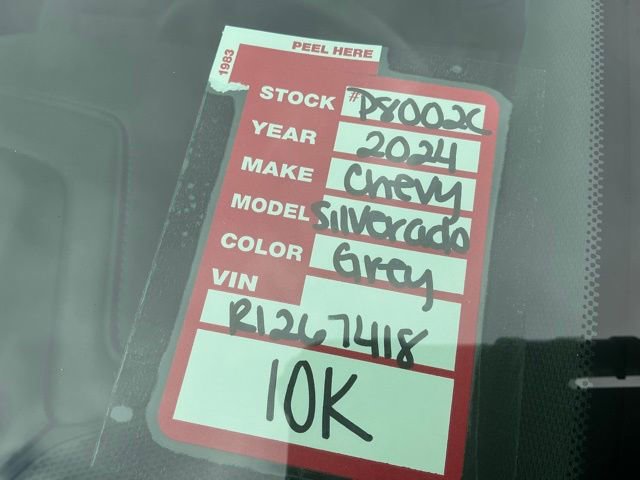 PEEL HERE
1983
STOCK # P8002C
YEAR 2024
MAKE Chevy
MODEL Silverado
COLOR Grey
VIN
R1267418
10K